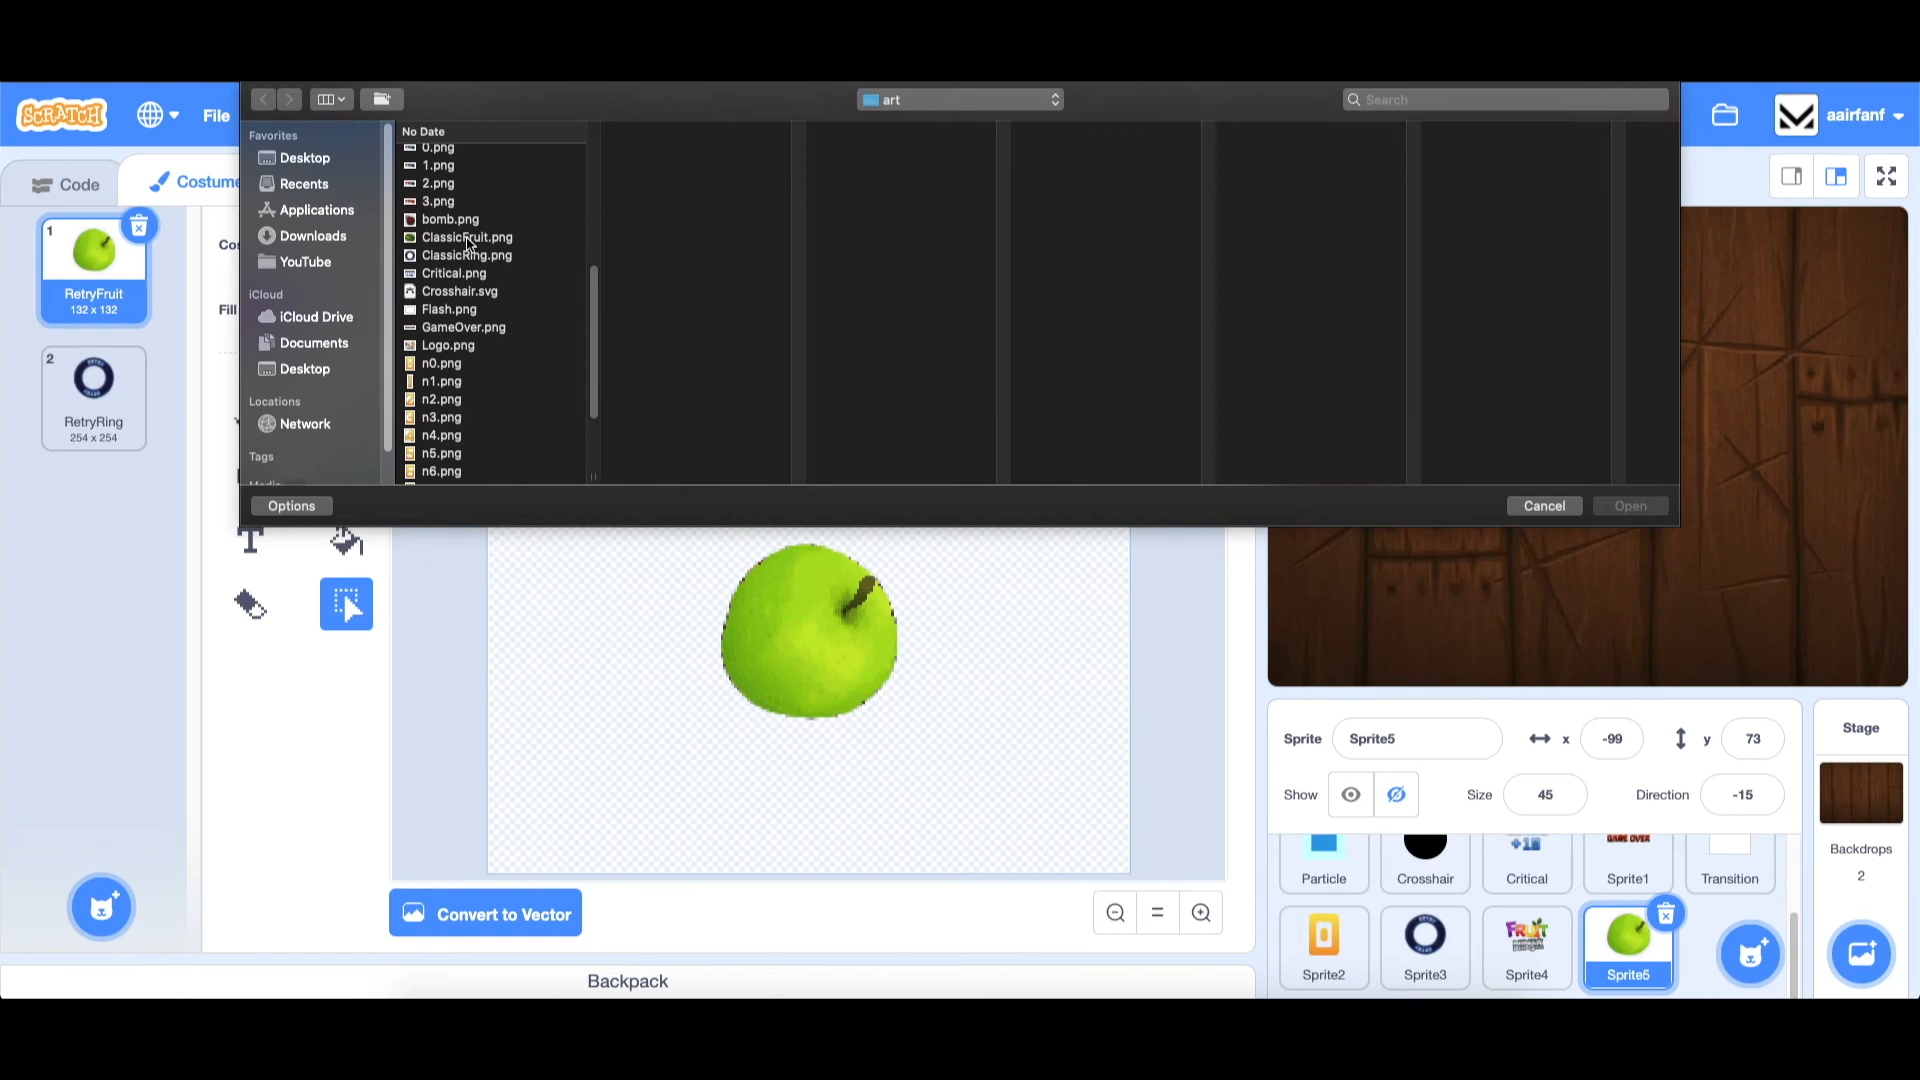 SCRATCH
File
art
Search
aairfanf
Code
Costume
Favorites
Desktop
Recents
Applications
Downloads
YouTube
iCloud
iCloud Drive
Documents
Desktop
Locations
Network
Tags
No Date
0.png
1.png
2.png
3.png
bomb.png
ClassicFruit.png
ClassicRing.png
Critical.png
Crosshair.svg
Flash.png
GameOver.png
Logo.png
n0.png
n1.png
n2.png
n3.png
n4.png
n5.png
n6.png
Options
Cancel
Open
1
RetryFruit
132 x 132
2
RetryRing
254 x 254
Cos
Fill
T
Convert to Vector
Backpack
Sprite
Sprite5
x
-99
y
73
Show
Size
45
Direction
-15
Stage
Backdrops
2
Particle
Crosshair
+10
Critical
GAME OVER
Sprite1
Transition
Sprite2
Sprite3
FRUIT
Sprite4
Sprite5